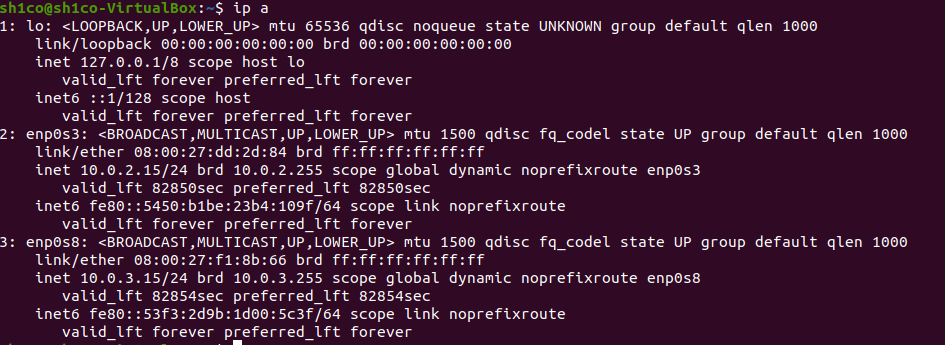 sh1co@sh1co-VirtualBox:~$ ip a
1: lo: <LOOPBACK,UP,LOWER_UP> mtu 65536 qdisc noqueue state UNKNOWN group default qlen 1000
    link/loopback 00:00:00:00:00:00 brd 00:00:00:00:00:00
    inet 127.0.0.1/8 scope host lo
       valid_lft forever preferred_lft forever
    inet6 ::1/128 scope host
       valid_lft forever preferred_lft forever
2: enp0s3: <BROADCAST,MULTICAST,UP,LOWER_UP> mtu 1500 qdisc fq_codel state UP group default qlen 1000
    link/ether 08:00:27:dd:2d:84 brd ff:ff:ff:ff:ff:ff
    inet 10.0.2.15/24 brd 10.0.2.255 scope global dynamic noprefixroute enp0s3
       valid_lft 82850sec preferred_lft 82850sec
    inet6 fe80::5450:b1be:23b4:109f/64 scope link noprefixroute
       valid_lft forever preferred_lft forever
3: enp0s8: <BROADCAST,MULTICAST,UP,LOWER_UP> mtu 1500 qdisc fq_codel state UP group default qlen 1000
    link/ether 08:00:27:f1:8b:66 brd ff:ff:ff:ff:ff:ff
    inet 10.0.3.15/24 brd 10.0.3.255 scope global dynamic noprefixroute enp0s8
       valid_lft 82854sec preferred_lft 82854sec
    inet6 fe80::53f3:2d9b:1d00:5c3f/64 scope link noprefixroute
       valid_lft forever preferred_lft forever